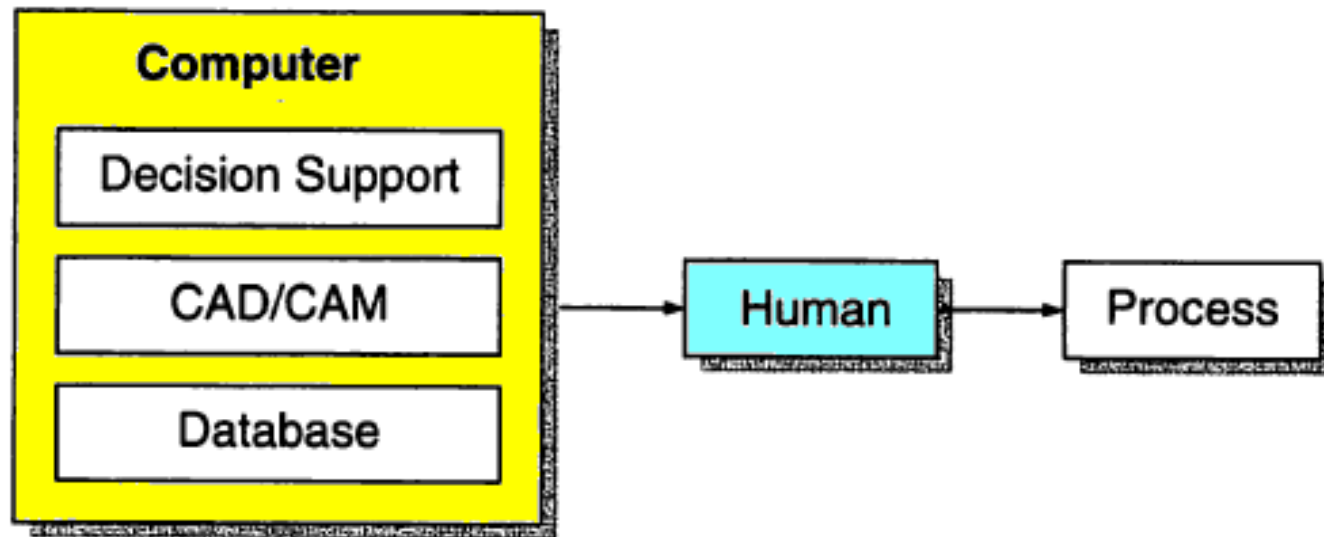 Computer
Decision Support
CAD/CAM
Database
Human
Process